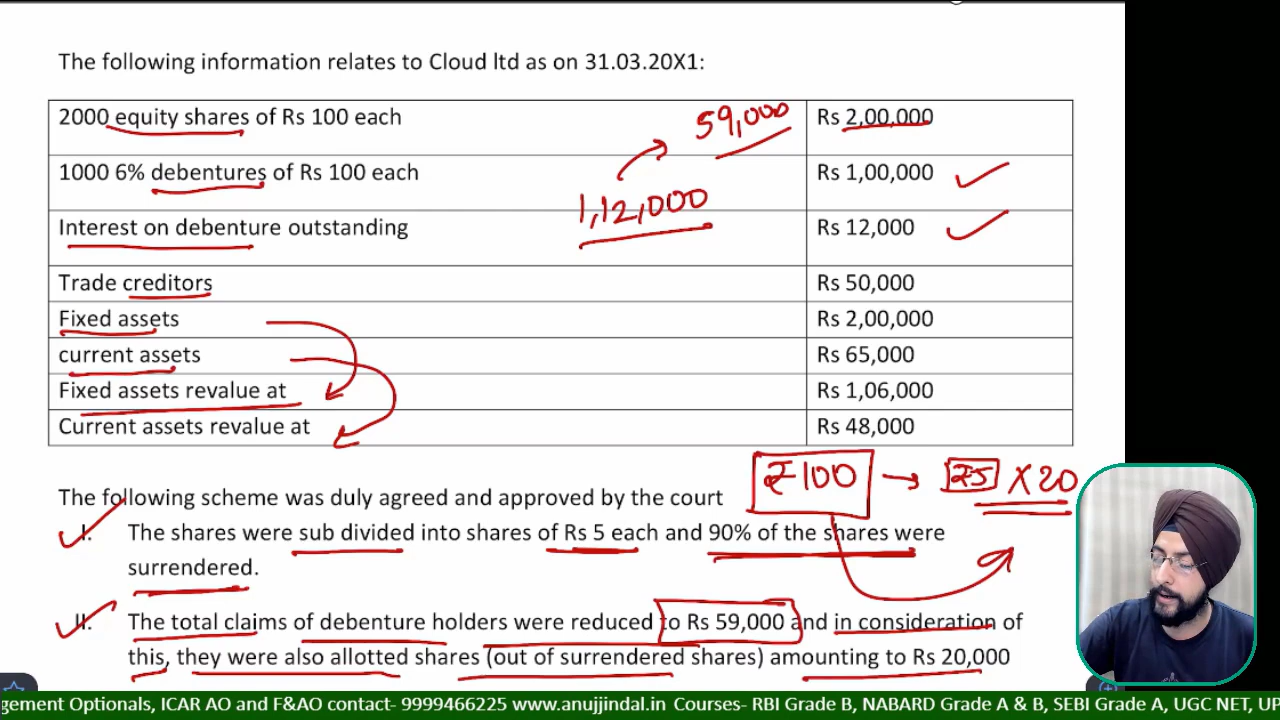 The following information relates to Cloud ltd as on 31.03.20X1:
2000 equity shares of Rs 100 each 59,000 Rs 2,00,000
1000 6% debentures of Rs 100 each Rs 1,00,000
1,12,000
Interest on debenture outstanding Rs 12,000
Trade creditors Rs 50,000
Fixed assets Rs 2,00,000
current assets Rs 65,000
Fixed assets revalue at Rs 1,06,000
Current assets revalue at Rs 48,000
₹100 ₹5 X 20
The following scheme was duly agreed and approved by the court
I. The shares were sub divided into shares of Rs 5 each and 90% of the shares were
surrendered.
II. The total claims of debenture holders were reduced to Rs 59,000 and in consideration of
this, they were also allotted shares (out of surrendered shares) amounting to Rs 20,000
gement Optionals, ICAR AO and F&AO contact- 9999466225 www.anujjindal.in Courses- RBI Grade B, NABARD Grade A & B, SEBI Grade A, UGC NET, UP